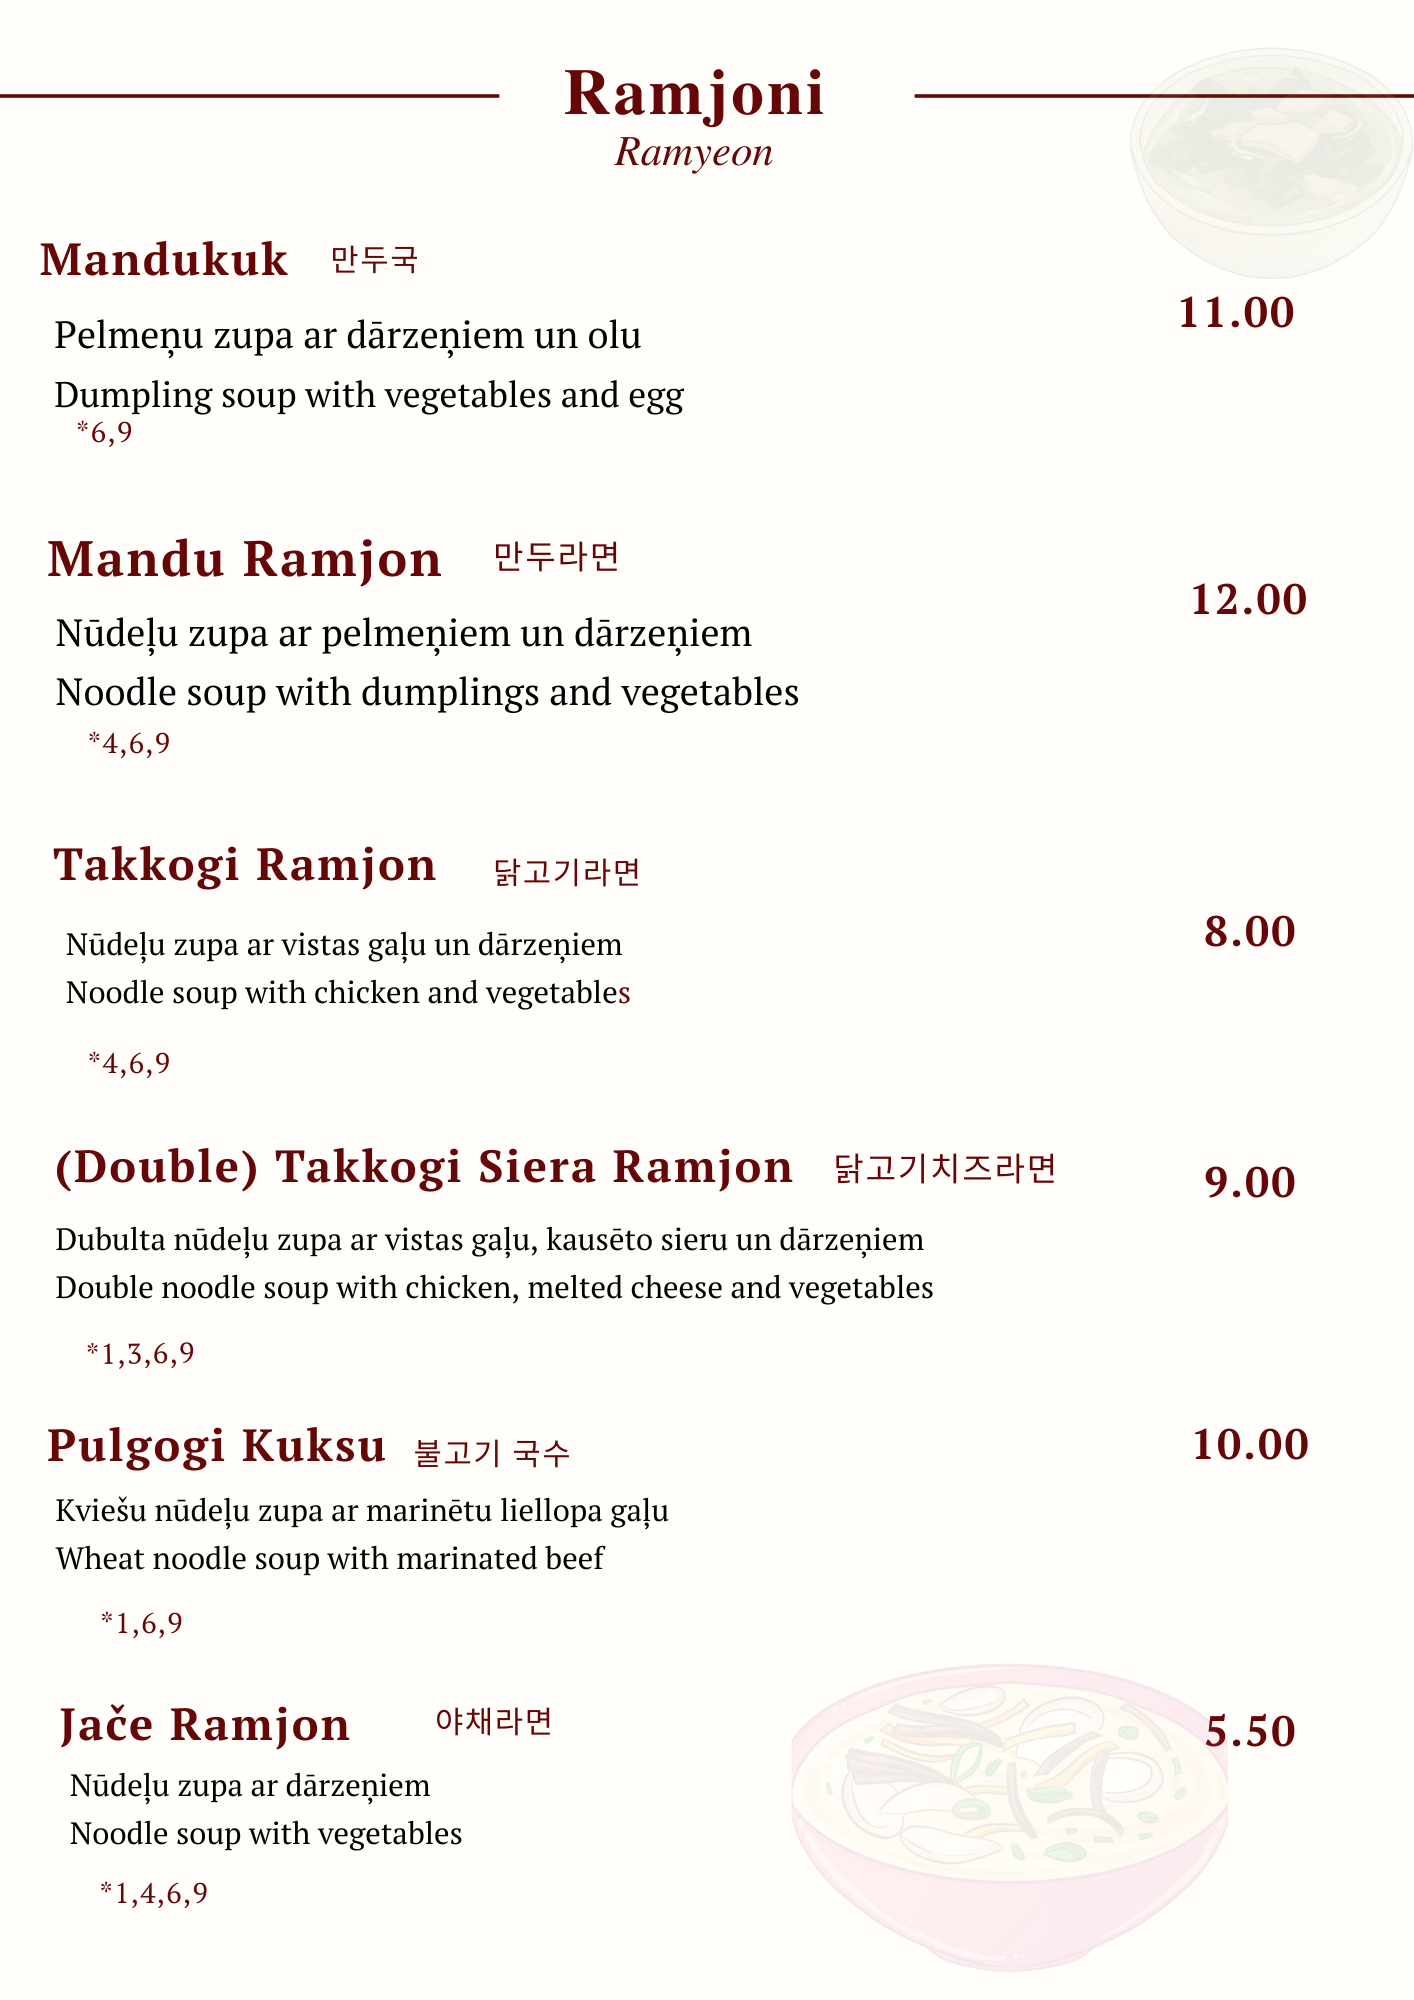 Ramjoni
Ramyeon
Mandukuk 만두국
11.00
Pelmeņu zupa ar dārzeņiem un olu
Dumpling soup with vegetables and egg
*6,9
Mandu Ramjon 만두라면
12.00
Nūdeļu zupa ar pelmeņiem un dārzeņiem
Noodle soup with dumplings and vegetables
*4,6,9
Takkogi Ramjon 닭고기라면
8.00
Nūdeļu zupa ar vistas gaļu un dārzeņiem
Noodle soup with chicken and vegetables
*4,6,9
(Double) Takkogi Siera Ramjon 닭고기치즈라면 9.00
Dubulta nūdeļu zupa ar vistas gaļu, kausēto sieru un dārzeņiem
Double noodle soup with chicken, melted cheese and vegetables
*1,3,6,9
Pulgogi Kuksu 불고기 국수 10.00
Kviešu nūdeļu zupa ar marinētu liellopa gaļu
Wheat noodle soup with marinated beef
*1,6,9
Jače Ramjon 야채라면 5.50
Nūdeļu zupa ar dārzeņiem
Noodle soup with vegetables
*1,4,6,9